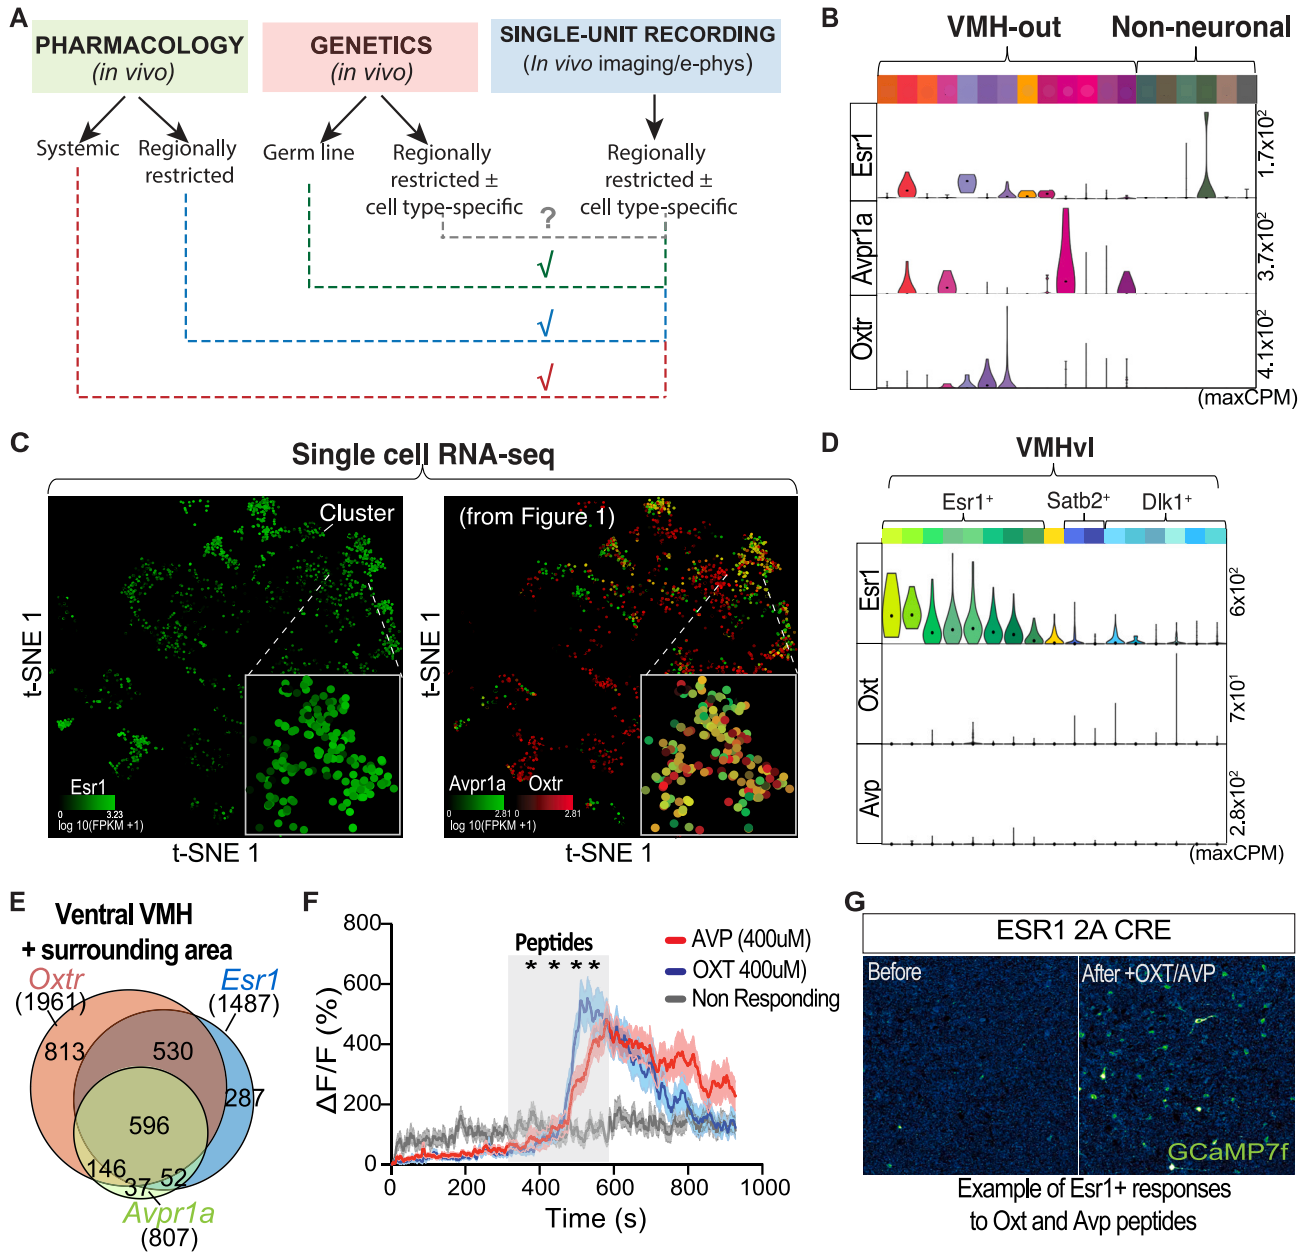 A
PHARMACOLOGY
(in vivo)
GENETICS
(in vivo)
SINGLE-UNIT RECORDING
(In vivo imaging/e-phys)
Systemic
Regionally
restricted
Germ line
Regionally
restricted ±
cell type-specific
Regionally
restricted ±
cell type-specific
?
√
√
√
B
VMH-out
Non-neuronal
Esr1
1.7x10²
Avpr1a
3.7x10²
Oxtr
4.1x10²
(maxCPM)
C
Single cell RNA-seq
Cluster
t-SNE 1
Esr1
0
3.23
log 10(FPKM +1)
t-SNE 1
(from Figure 1)
t-SNE 1
Avpr1a
Oxtr
0
2.81
0
2.81
log 10(FPKM +1)
t-SNE 1
D
VMHvl
Esr1⁺
Satb2⁺
Dlk1⁺
Esr1
6x10²
Oxt
7x10¹
Avp
2.8x10²
(maxCPM)
E
Ventral VMH
+ surrounding area
Oxtr
(1961)
Esr1
(1487)
813
530
287
596
146
37
52
Avpr1a
(807)
F
800
600
400
200
0
ΔF/F (%)
Peptides
* * * *
AVP (400uM)
OXT 400uM)
Non Responding
0
200
400
600
800
1000
Time (s)
G
ESR1 2A CRE
Before
After +OXT/AVP
GCaMP7f
Example of Esr1+ responses
to Oxt and Avp peptides